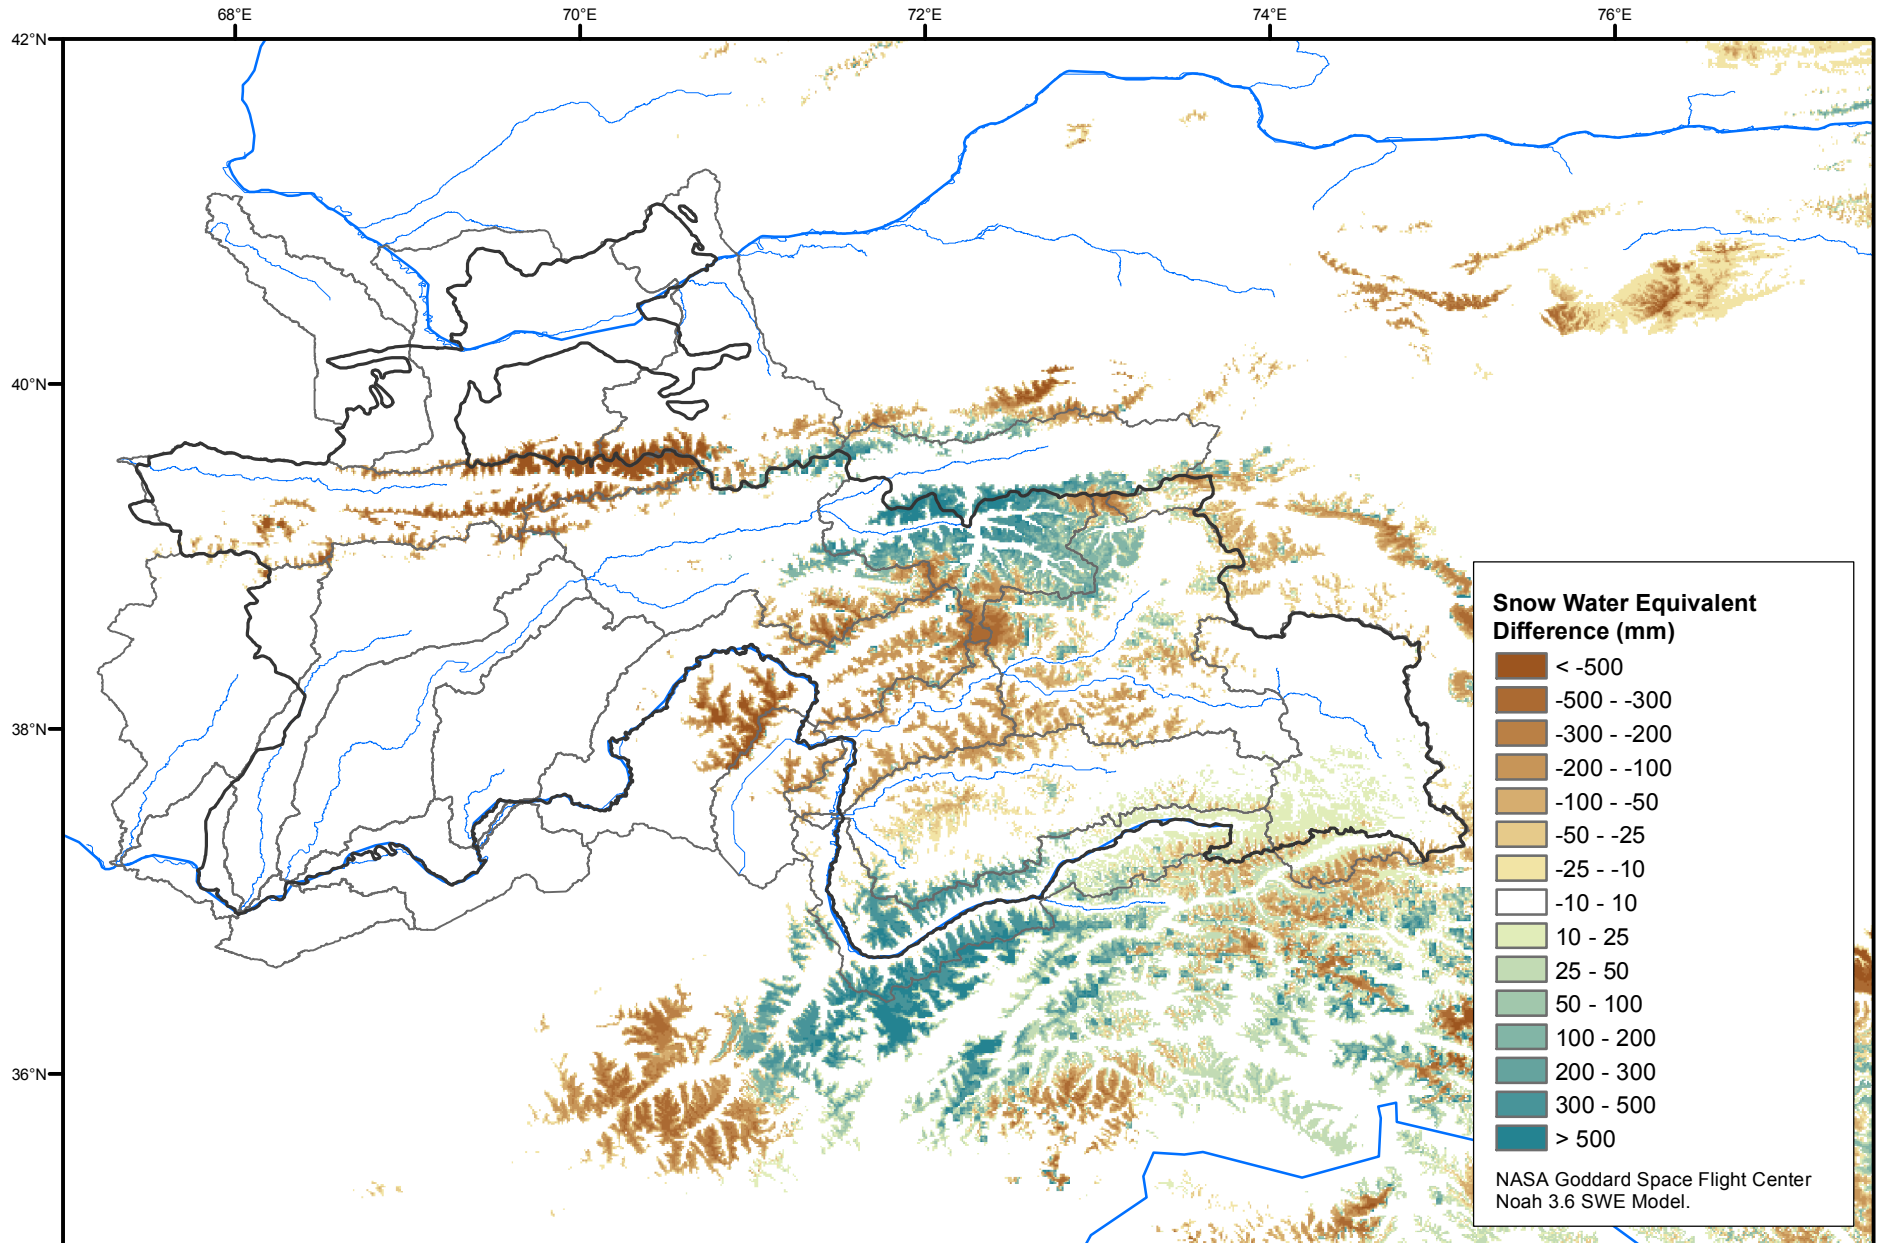 68°E
70°E
72°E
74°E
76°E
42°N
40°N
38°N
36°N
Snow Water Equivalent
Difference (mm)
< -500
-500 - -300
-300 - -200
-200 - -100
-100 - -50
-50 - -25
-25 - -10
-10 - 10
10 - 25
25 - 50
50 - 100
100 - 200
200 - 300
300 - 500
> 500
NASA Goddard Space Flight Center
Noah 3.6 SWE Model.